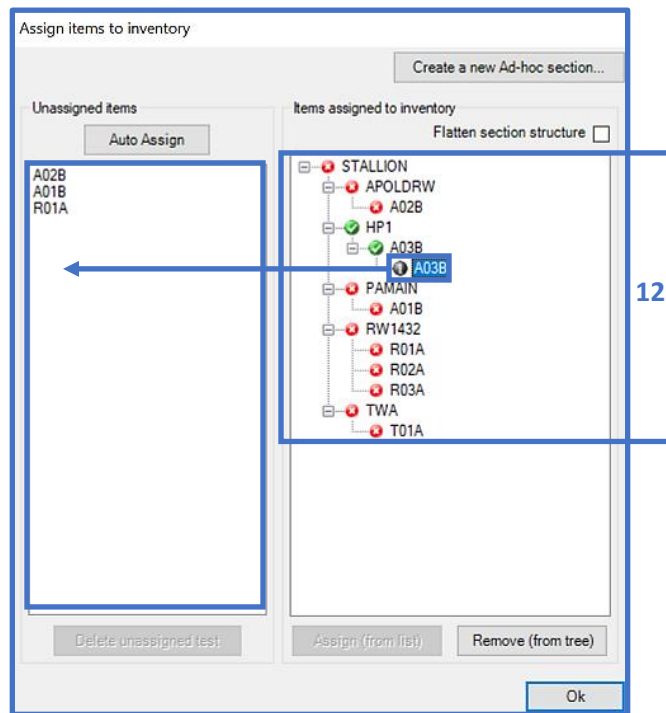 Assign items to inventory
Create a new Ad-hoc section...
Unassigned items
Auto Assign
A02B
A01B
R01A
Delete unassigned test
Items assigned to inventory
Flatten section structure
STALLION
APOLDRW
A02B
HP1
A03B
A03B
PAMAIN
A01B
RW1432
R01A
R02A
R03A
TWA
T01A
12
Assign (from list)
Remove (from tree)
Ok